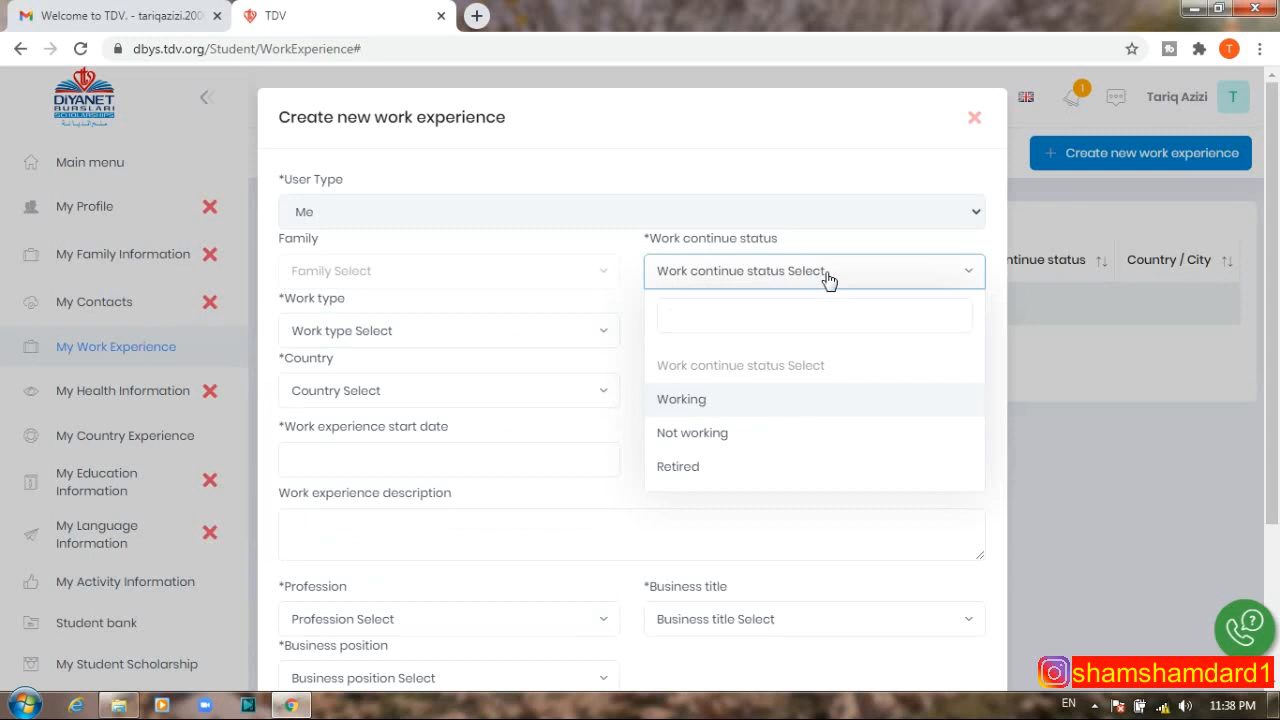 Welcome to TDV. - tariqazizi.200
TDV
dbys.tdv.org/Student/WorkExperience#
T
DIYANET
BURSLARI
SCHOLARSHIPS
1
Tariq Azizi
T
Create new work experience
Create new work experience
Main menu
My Profile
My Family Information
My Contacts
My Work Experience
My Health Information
My Country Experience
My Education
Information
My Language
Information
My Activity Information
Student bank
My Student Scholarship
*User Type
Me
Family
*Work continue status
Family Select
Work continue status Select
ntinue status
Country / City
*Work type
Work type Select
Work continue status Select
*Country
Country Select
Working
*Work experience start date
Not working
Retired
Work experience description
*Profession
*Business title
Profession Select
Business title Select
*Business position
Business position Select
shamshamdard1
EN
11:38 PM